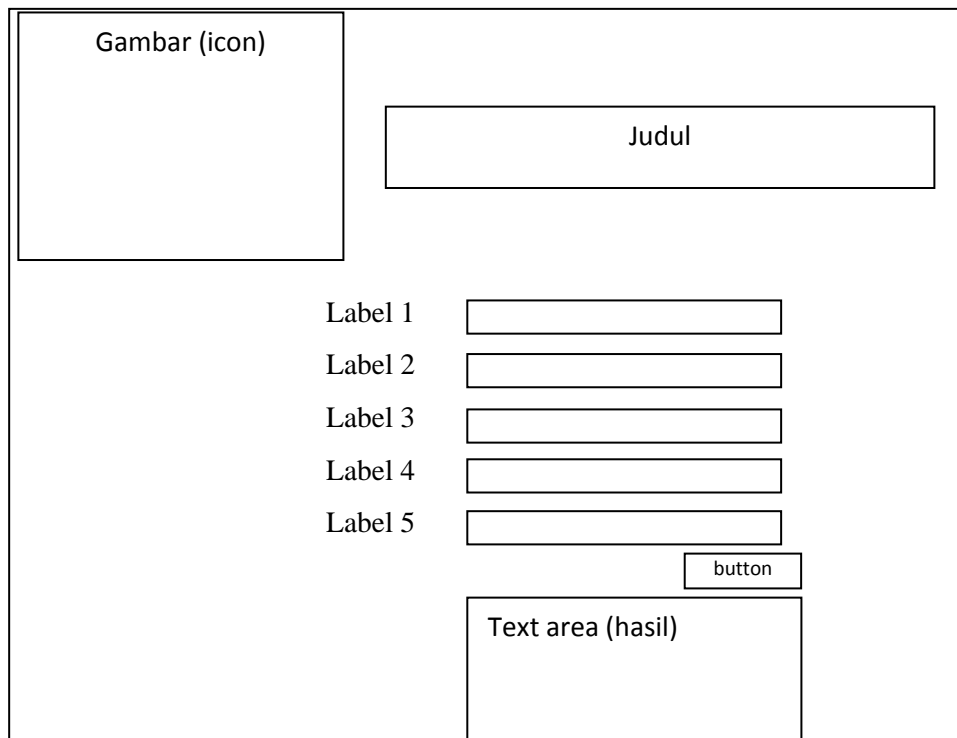 Gambar (icon)
Judul
Label 1
Label 2
Label 3
Label 4
Label 5
button
Text area (hasil)